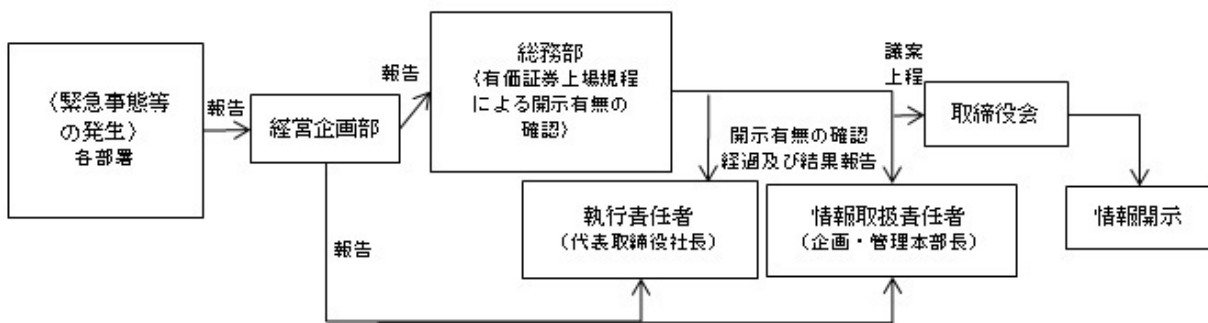 〈緊急事態等
の発生〉
各部署
報告
経営企画部
報告
総務部
〈有価証券上場規程
による開示有無の
確認〉
議案
上程
取締役会
開示有無の確認
経過及び結果報告
執行責任者
(代表取締役社長)
情報取扱責任者
(企画・管理本部長)
情報開示
報告